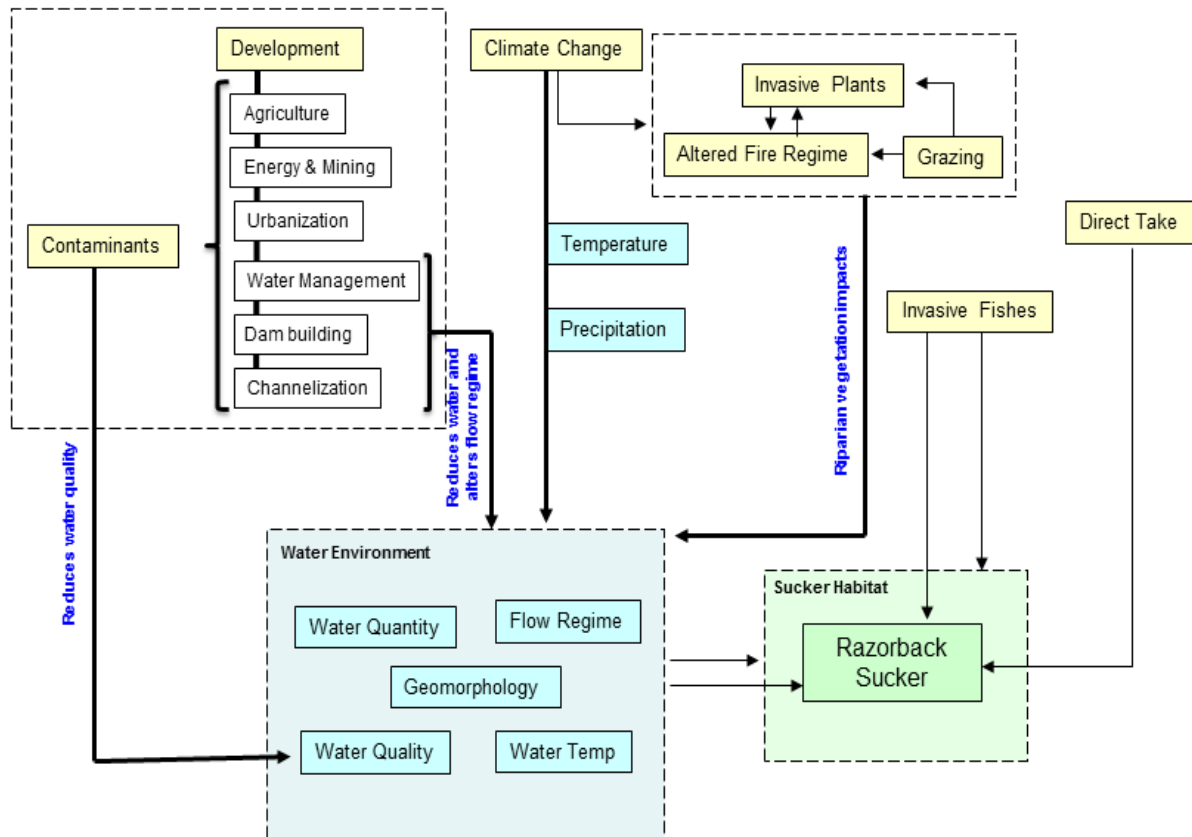 Development
Agriculture
Energy & Mining
Urbanization
Water Management
Dam building
Channelization
Contaminants
Reduces water quality
Reduces water and
alters flow regime
Climate Change
Temperature
Precipitation
Invasive Plants
Altered Fire Regime
Grazing
Riparian vegetation impacts
Direct Take
Invasive Fishes
Water Environment
Water Quantity
Flow Regime
Geomorphology
Water Quality
Water Temp
Sucker Habitat
Razorback
Sucker